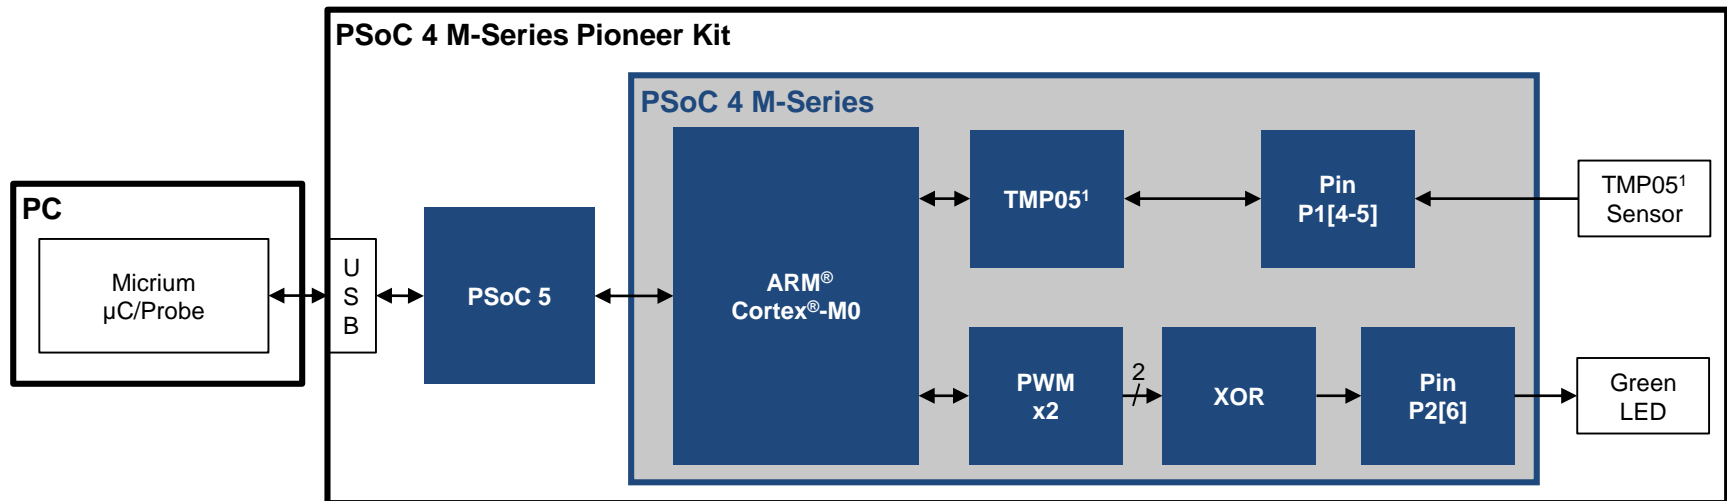 PSoC 4 M-Series Pioneer Kit
PSoC 4 M-Series
PC
Micrium
µC/Probe
U
S
B
PSoC 5
ARM®
Cortex®-M0
TMP05¹
Pin
P1[4-5]
TMP05¹
Sensor
PWM
x2
2
XOR
Pin
P2[6]
Green
LED